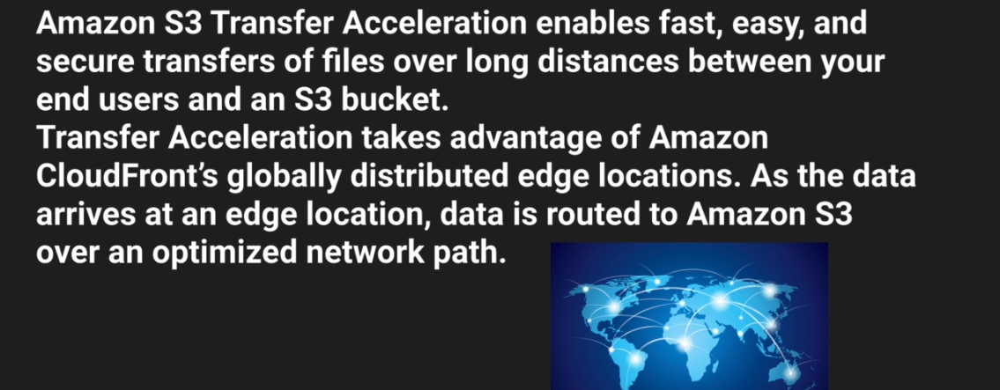 Amazon S3 Transfer Acceleration enables fast, easy, and
secure transfers of files over long distances between your
end users and an S3 bucket.
Transfer Acceleration takes advantage of Amazon
CloudFront’s globally distributed edge locations. As the data
arrives at an edge location, data is routed to Amazon S3
over an optimized network path.